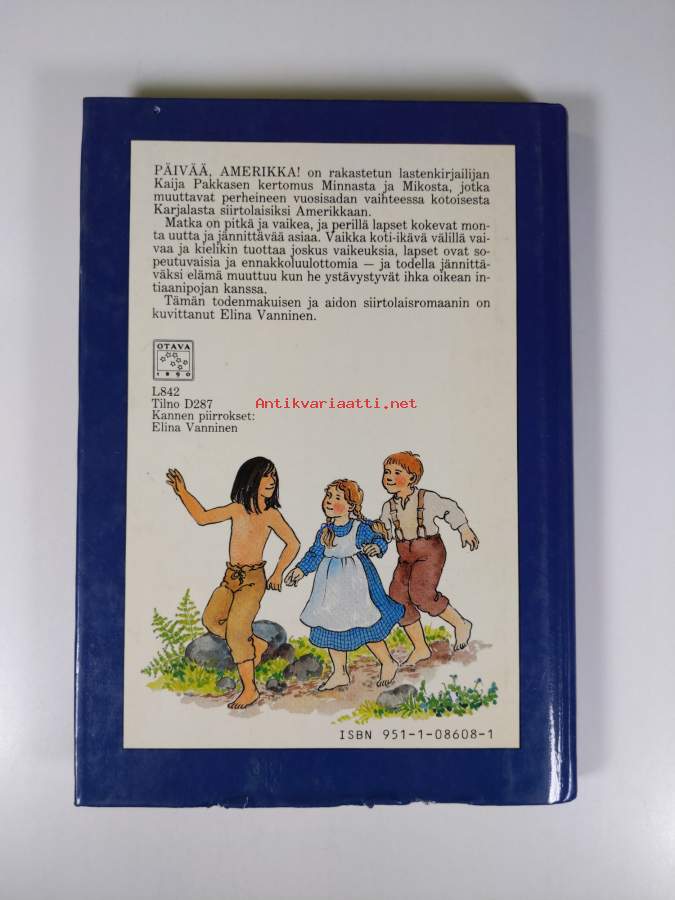 PÄIVÄÄ, AMERIKKA! on rakastetun lastenkirjailijan
Kaija Pakkasen kertomus Minnasta ja Mikosta, jotka
muuttavat perheineen vuosisadan vaihteessa kotoisesta
Karjalasta siirtolaisiksi Amerikkaan.
Matka on pitkä ja vaikea, ja perillä lapset kokevat mon-
ta uutta ja jännittävää asiaa. Vaikka koti-ikävä välillä vai-
vaa ja kielikin tuottaa joskus vaikeuksia, lapset ovat so-
peutuvaisia ja ennakkoluulottomia — ja todella jännittä-
väksi elämä muuttuu kun he ystävystyvät ihka oikean in-
tiaanipojan kanssa.
Tämän todenmakuisen ja aidon siirtolaisromaanin on
kuvittanut Elina Vanninen.
OTAVA
1890
L842
Tilno D287
Kannen piirrokset:
Elina Vanninen
Antikvariaatti.net
ISBN 951-1-08608-1